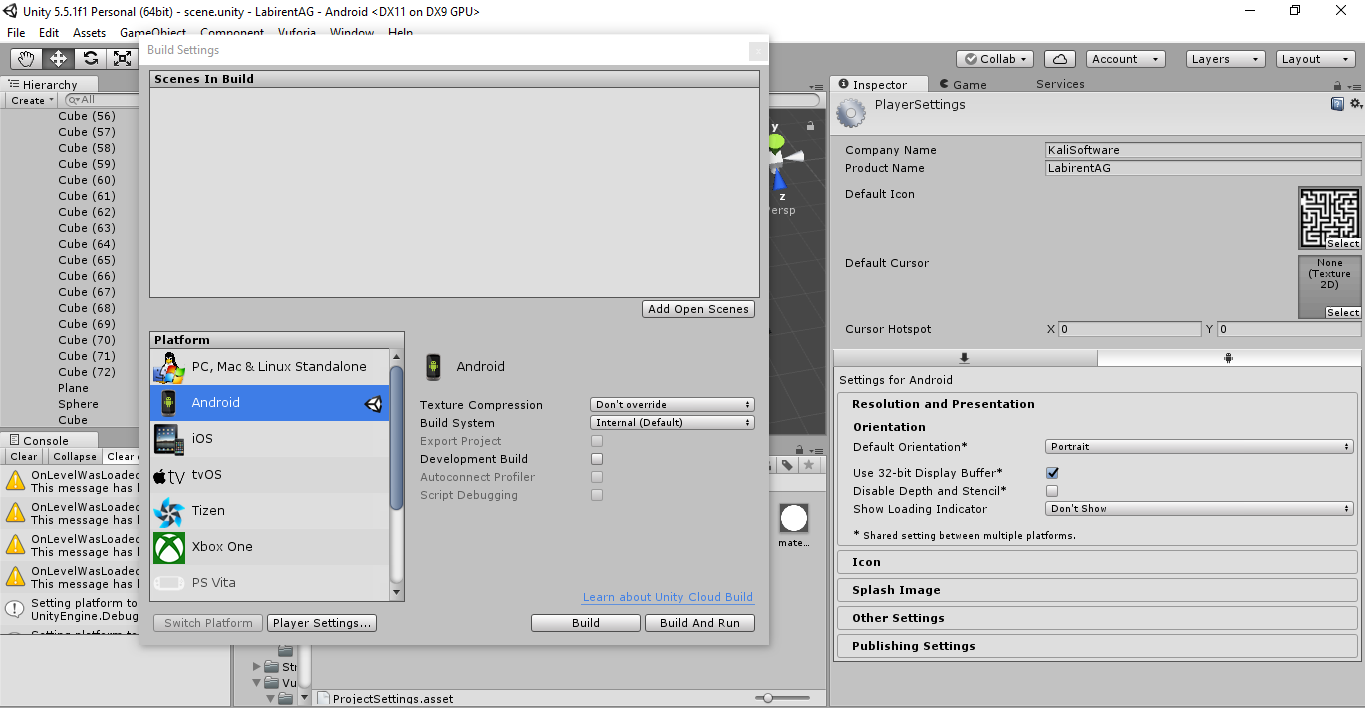 Unity 5.5.1f1 Personal (64bit) - scene.unity - LabirentAG - Android <DX11 on DX9 GPU>
File Edit Assets GameObject Component Vuforia Window Help
Build Settings
Collab Account Layers Layout
Hierarchy
Create All
Cube (56)
Cube (57)
Cube (58)
Cube (59)
Cube (60)
Cube (61)
Cube (62)
Cube (63)
Cube (64)
Cube (65)
Cube (66)
Cube (67)
Cube (68)
Cube (69)
Cube (70)
Cube (71)
Cube (72)
Plane
Sphere
Cube
Console
Clear Collapse Clear
OnLevelWasLoaded
This message has
OnLevelWasLoaded
This message has
OnLevelWasLoaded
This message has
OnLevelWasLoaded
This message has
Setting platform to
UnityEngine.Debug
Setting platform to
Scenes In Build
Add Open Scenes
Platform
PC, Mac & Linux Standalone
Android
iOS
tvOS
Tizen
Xbox One
PS Vita
Android
Texture Compression Don't override
Build System Internal (Default)
Export Project
Development Build
Autoconnect Profiler
Script Debugging
Learn about Unity Cloud Build
Switch Platform Player Settings... Build Build And Run
y
z
ersp
mate...
Str
Vu
ProjectSettings.asset
Inspector Game Services
PlayerSettings
Company Name KaliSoftware
Product Name LabirentAG
Default Icon
Select
Default Cursor
None
(Texture
2D)
Select
Cursor Hotspot X 0 Y 0
Settings for Android
Resolution and Presentation
Orientation
Default Orientation* Portrait
Use 32-bit Display Buffer*
Disable Depth and Stencil*
Show Loading Indicator Don't Show
* Shared setting between multiple platforms.
Icon
Splash Image
Other Settings
Publishing Settings